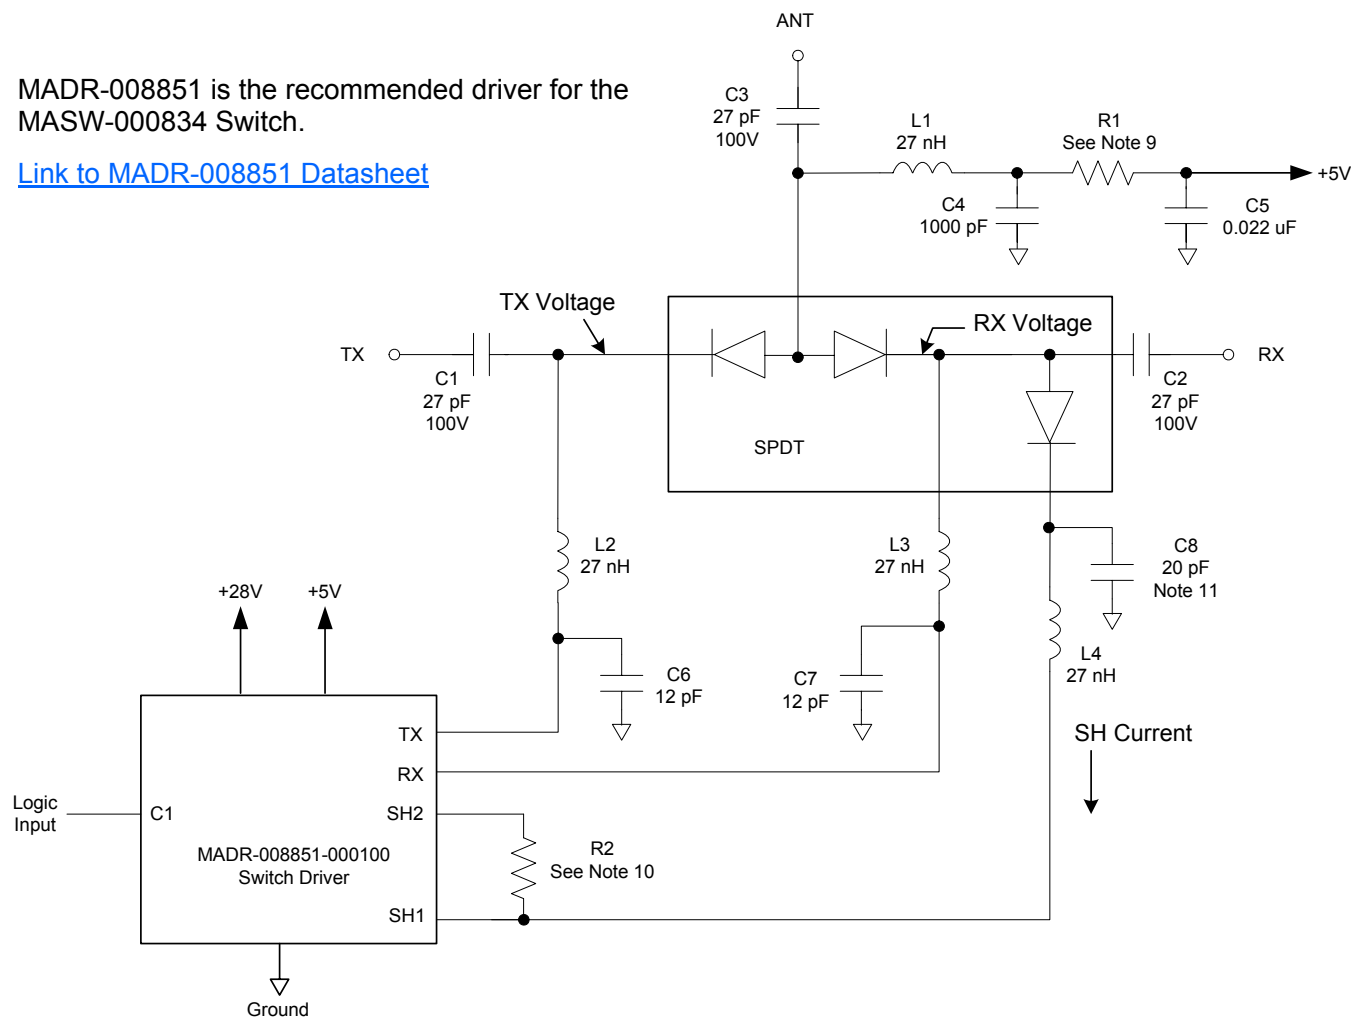 ANT
MADR-008851 is the recommended driver for the
MASW-000834 Switch.
Link to MADR-008851 Datasheet
C3
27 pF
100V
L1
27 nH
R1
See Note 9
+5V
C4
1000 pF
C5
0.022 uF
TX Voltage
RX Voltage
TX
RX
C1
27 pF
100V
C2
27 pF
100V
SPDT
L2
27 nH
L3
27 nH
C8
20 pF
Note 11
+28V
+5V
L4
27 nH
C6
12 pF
C7
12 pF
SH Current
TX
RX
SH2
SH1
Logic
Input
C1
MADR-008851-000100
Switch Driver
R2
See Note 10
Ground